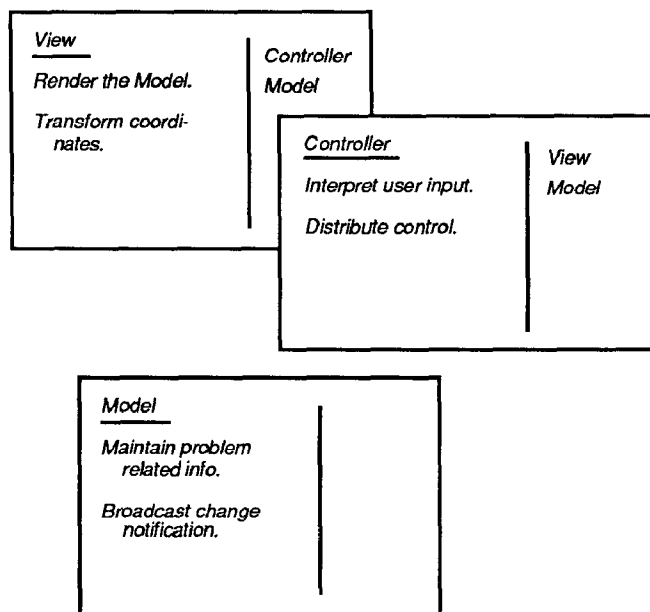 View
Render the Model.
Transform coordi-
nates.
Controller
Model
Controller
Interpret user input.
Distribute control.
View
Model
Model
Maintain problem
related info.
Broadcast change
notification.